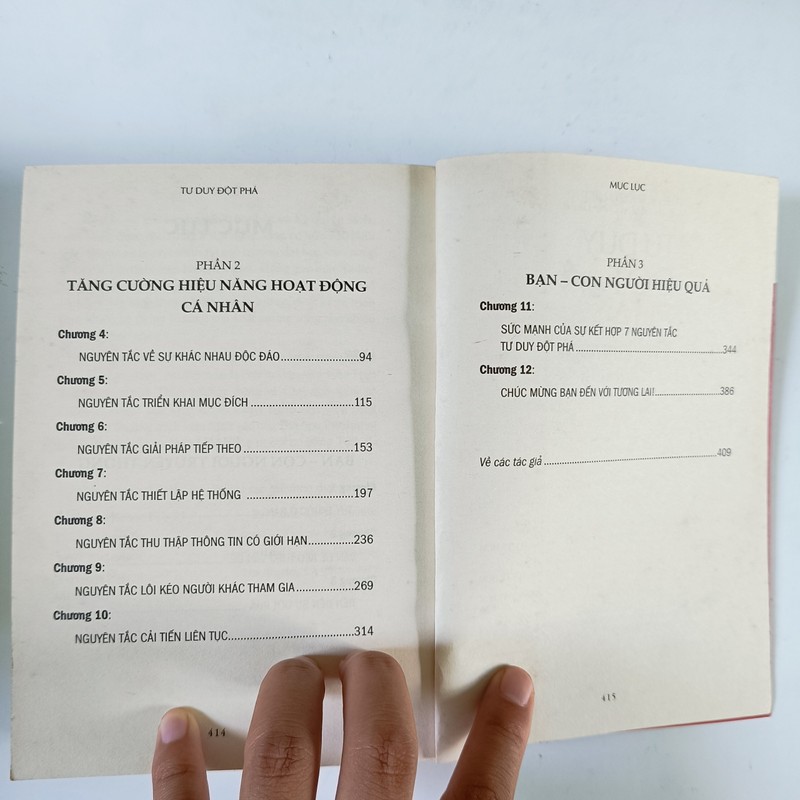 TƯ DUY ĐỘT PHÁ
PHẦN 2
TĂNG CƯỜNG HIỆU NĂNG HOẠT ĐỘNG
CÁ NHÂN
Chương 4:
NGUYÊN TẮC VỀ SỰ KHÁC NHAU ĐỘC ĐÁO....................94
Chương 5:
NGUYÊN TẮC TRIỂN KHAI MỤC ĐÍCH ..........................115
Chương 6:
NGUYÊN TẮC GIẢI PHÁP TIẾP THEO............................153
Chương 7:
NGUYÊN TẮC THIẾT LẬP HỆ THỐNG ...........................197
Chương 8:
NGUYÊN TẮC THU THẬP THÔNG TIN CÓ GIỚI HẠN............236
Chương 9:
NGUYÊN TẮC LÔI KÉO NGƯỜI KHÁC THAM GIA...............269
Chương 10:
NGUYÊN TẮC CẢI TIẾN LIÊN TỤC................................314
414
MỤC LỤC
PHẦN 3
BẠN – CON NGƯỜI HIỆU QUẢ
Chương 11:
SỨC MẠNH CỦA SỰ KẾT HỢP 7 NGUYÊN TẮC
TƯ DUY ĐỘT PHÁ......................................344
Chương 12:
CHÚC MỪNG BẠN ĐẾN VỚI TƯƠNG LAI!.................386
Về các tác giả .............................................409
415